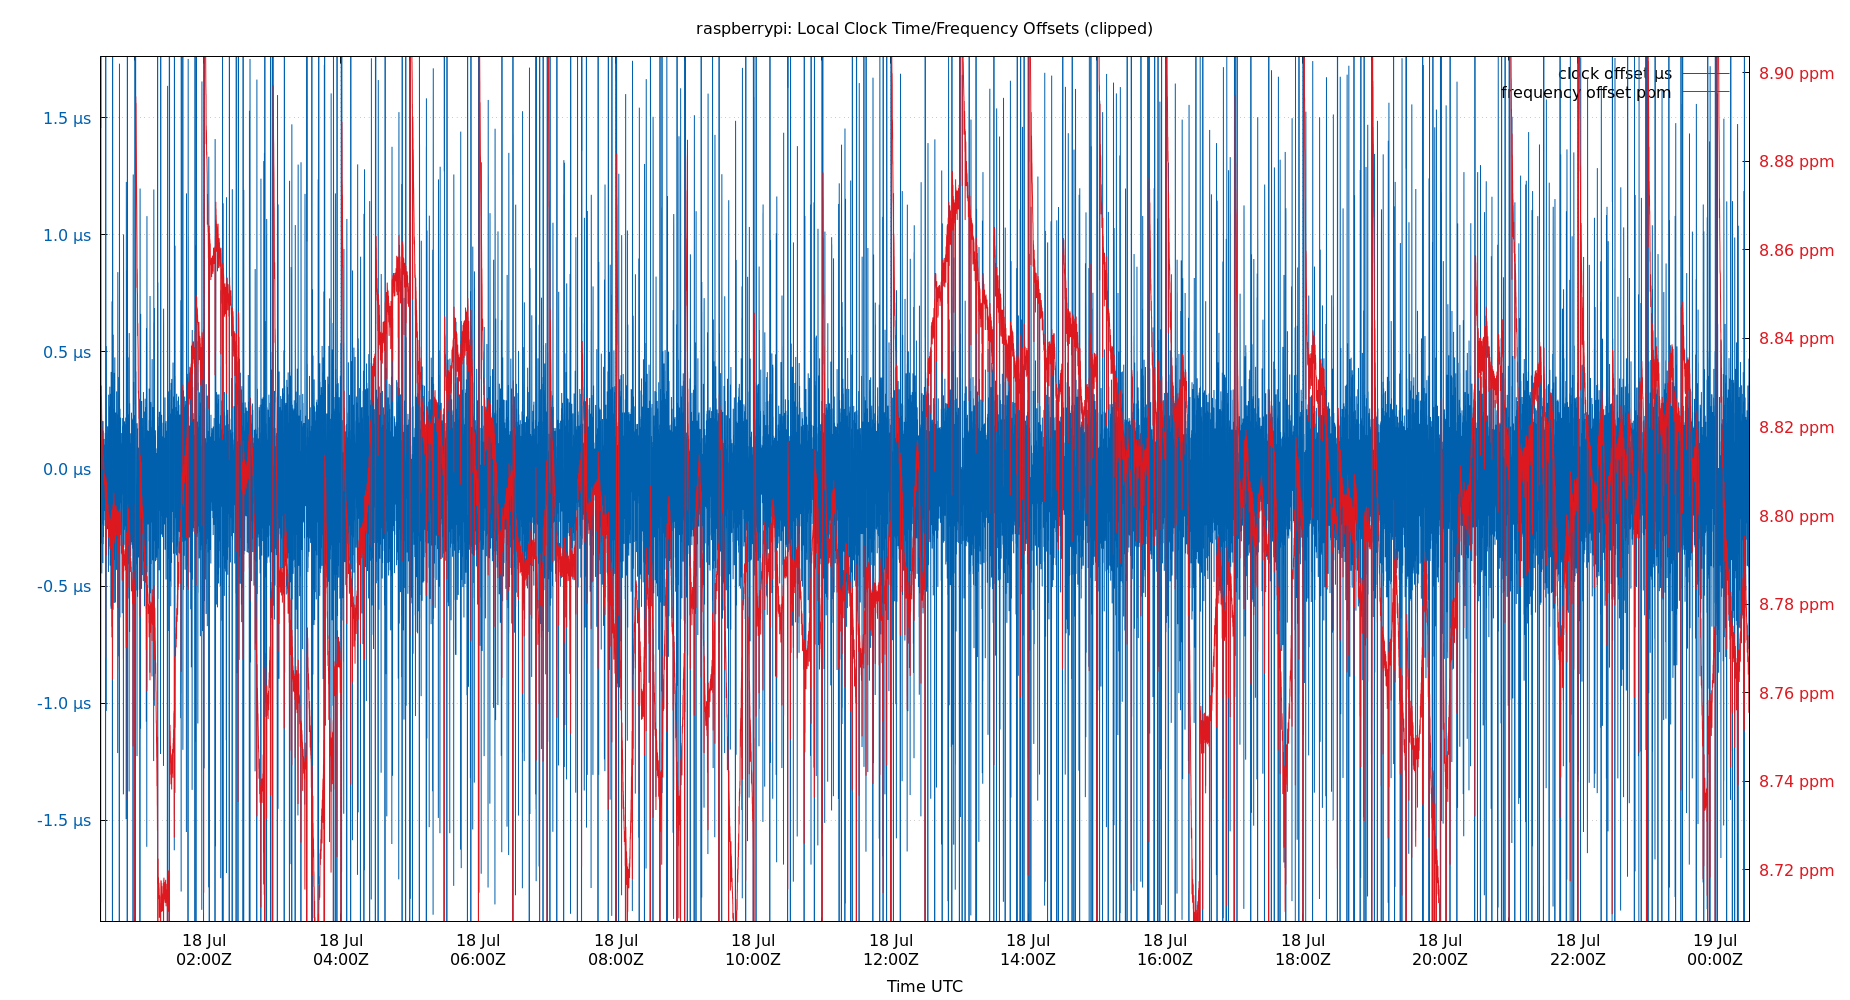 raspberrypi: Local Clock Time/Frequency Offsets (clipped)
clock offset µs
frequency offset ppm
1.5 µs
1.0 µs
0.5 µs
0.0 µs
-0.5 µs
-1.0 µs
-1.5 µs
8.90 ppm
8.88 ppm
8.86 ppm
8.84 ppm
8.82 ppm
8.80 ppm
8.78 ppm
8.76 ppm
8.74 ppm
8.72 ppm
18 Jul 18 Jul 18 Jul 18 Jul 18 Jul 18 Jul 18 Jul 18 Jul 18 Jul 18 Jul 18 Jul 19 Jul
02:00Z 04:00Z 06:00Z 08:00Z 10:00Z 12:00Z 14:00Z 16:00Z 18:00Z 20:00Z 22:00Z 00:00Z
Time UTC